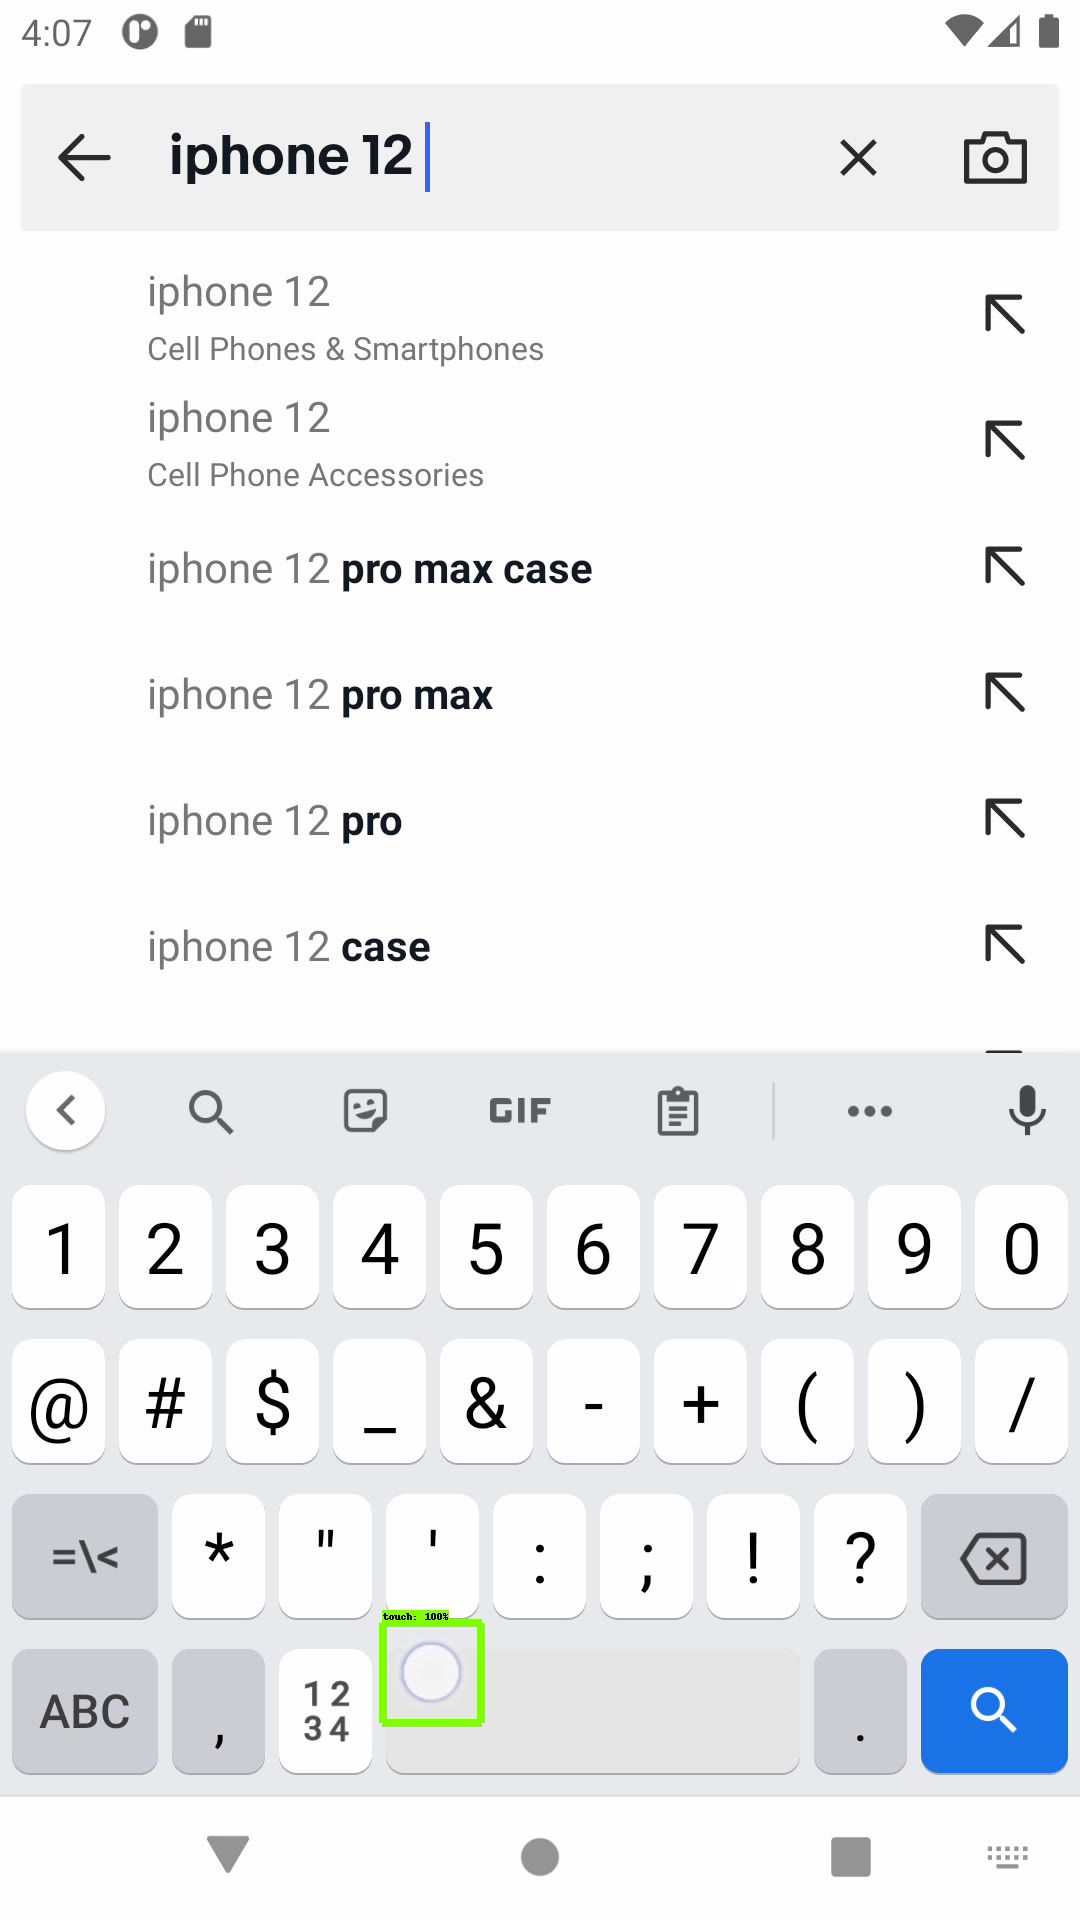 4:07
iphone 12
iphone 12
Cell Phones & Smartphones
iphone 12
Cell Phone Accessories
iphone 12 pro max case
iphone 12 pro max
iphone 12 pro
iphone 12 case
GIF
1 2 3 4 5 6 7 8 9 0
@ # $ _ & - + ( ) /
=\< * " ' : ; ! ?
touch: 100%
ABC , 12 34 .